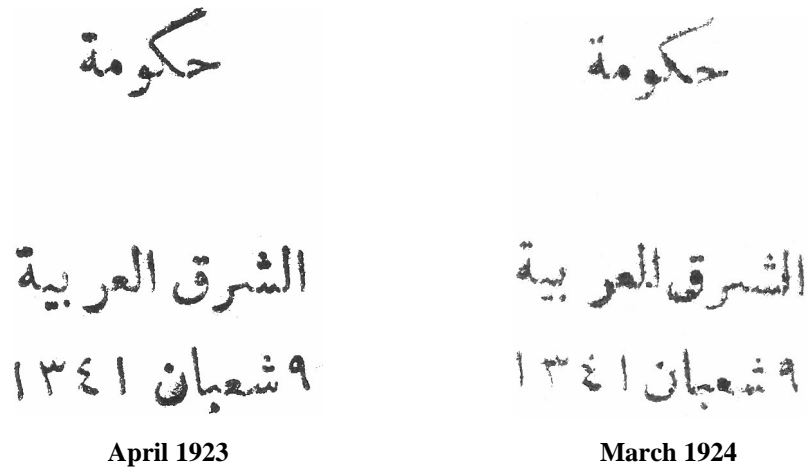 حكومة
الشرق العربية
٩ شعبان ١٣٤١
April 1923
حكومة
الشرق العربية
٩ شعبان ١٣٤١
March 1924